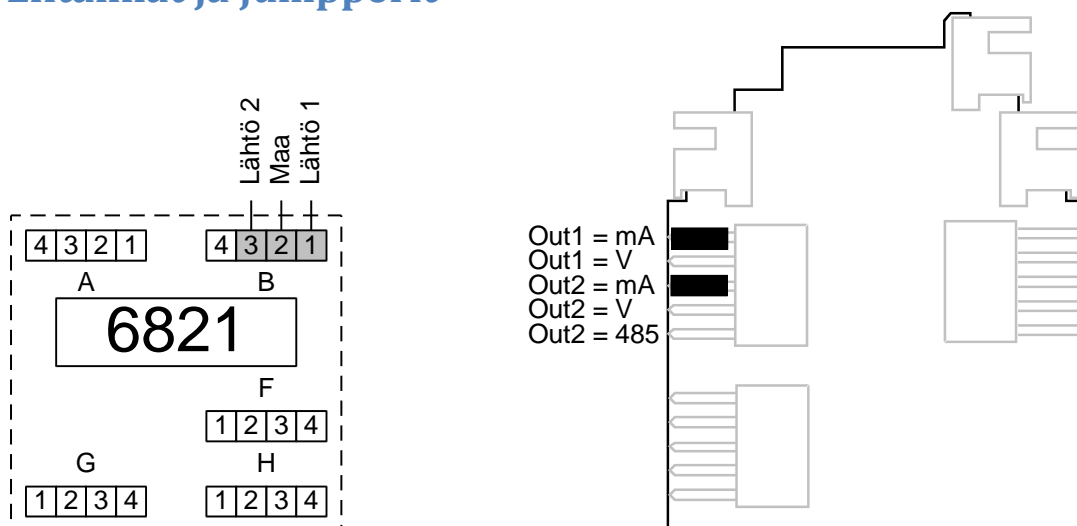 Lähtö 2
Maa
Lähtö 1
4 3 2 1
4 3 2 1
A
B
6821
F
1 2 3 4
G
H
1 2 3 4
1 2 3 4
Out1 = mA
Out1 = V
Out2 = mA
Out2 = V
Out2 = 485